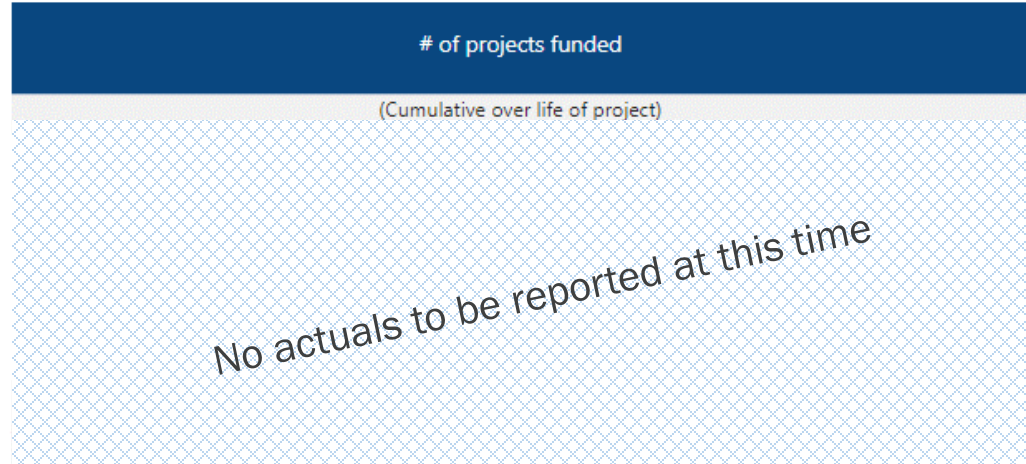 # of projects funded
(Cumulative over life of project)
No actuals to be reported at this time